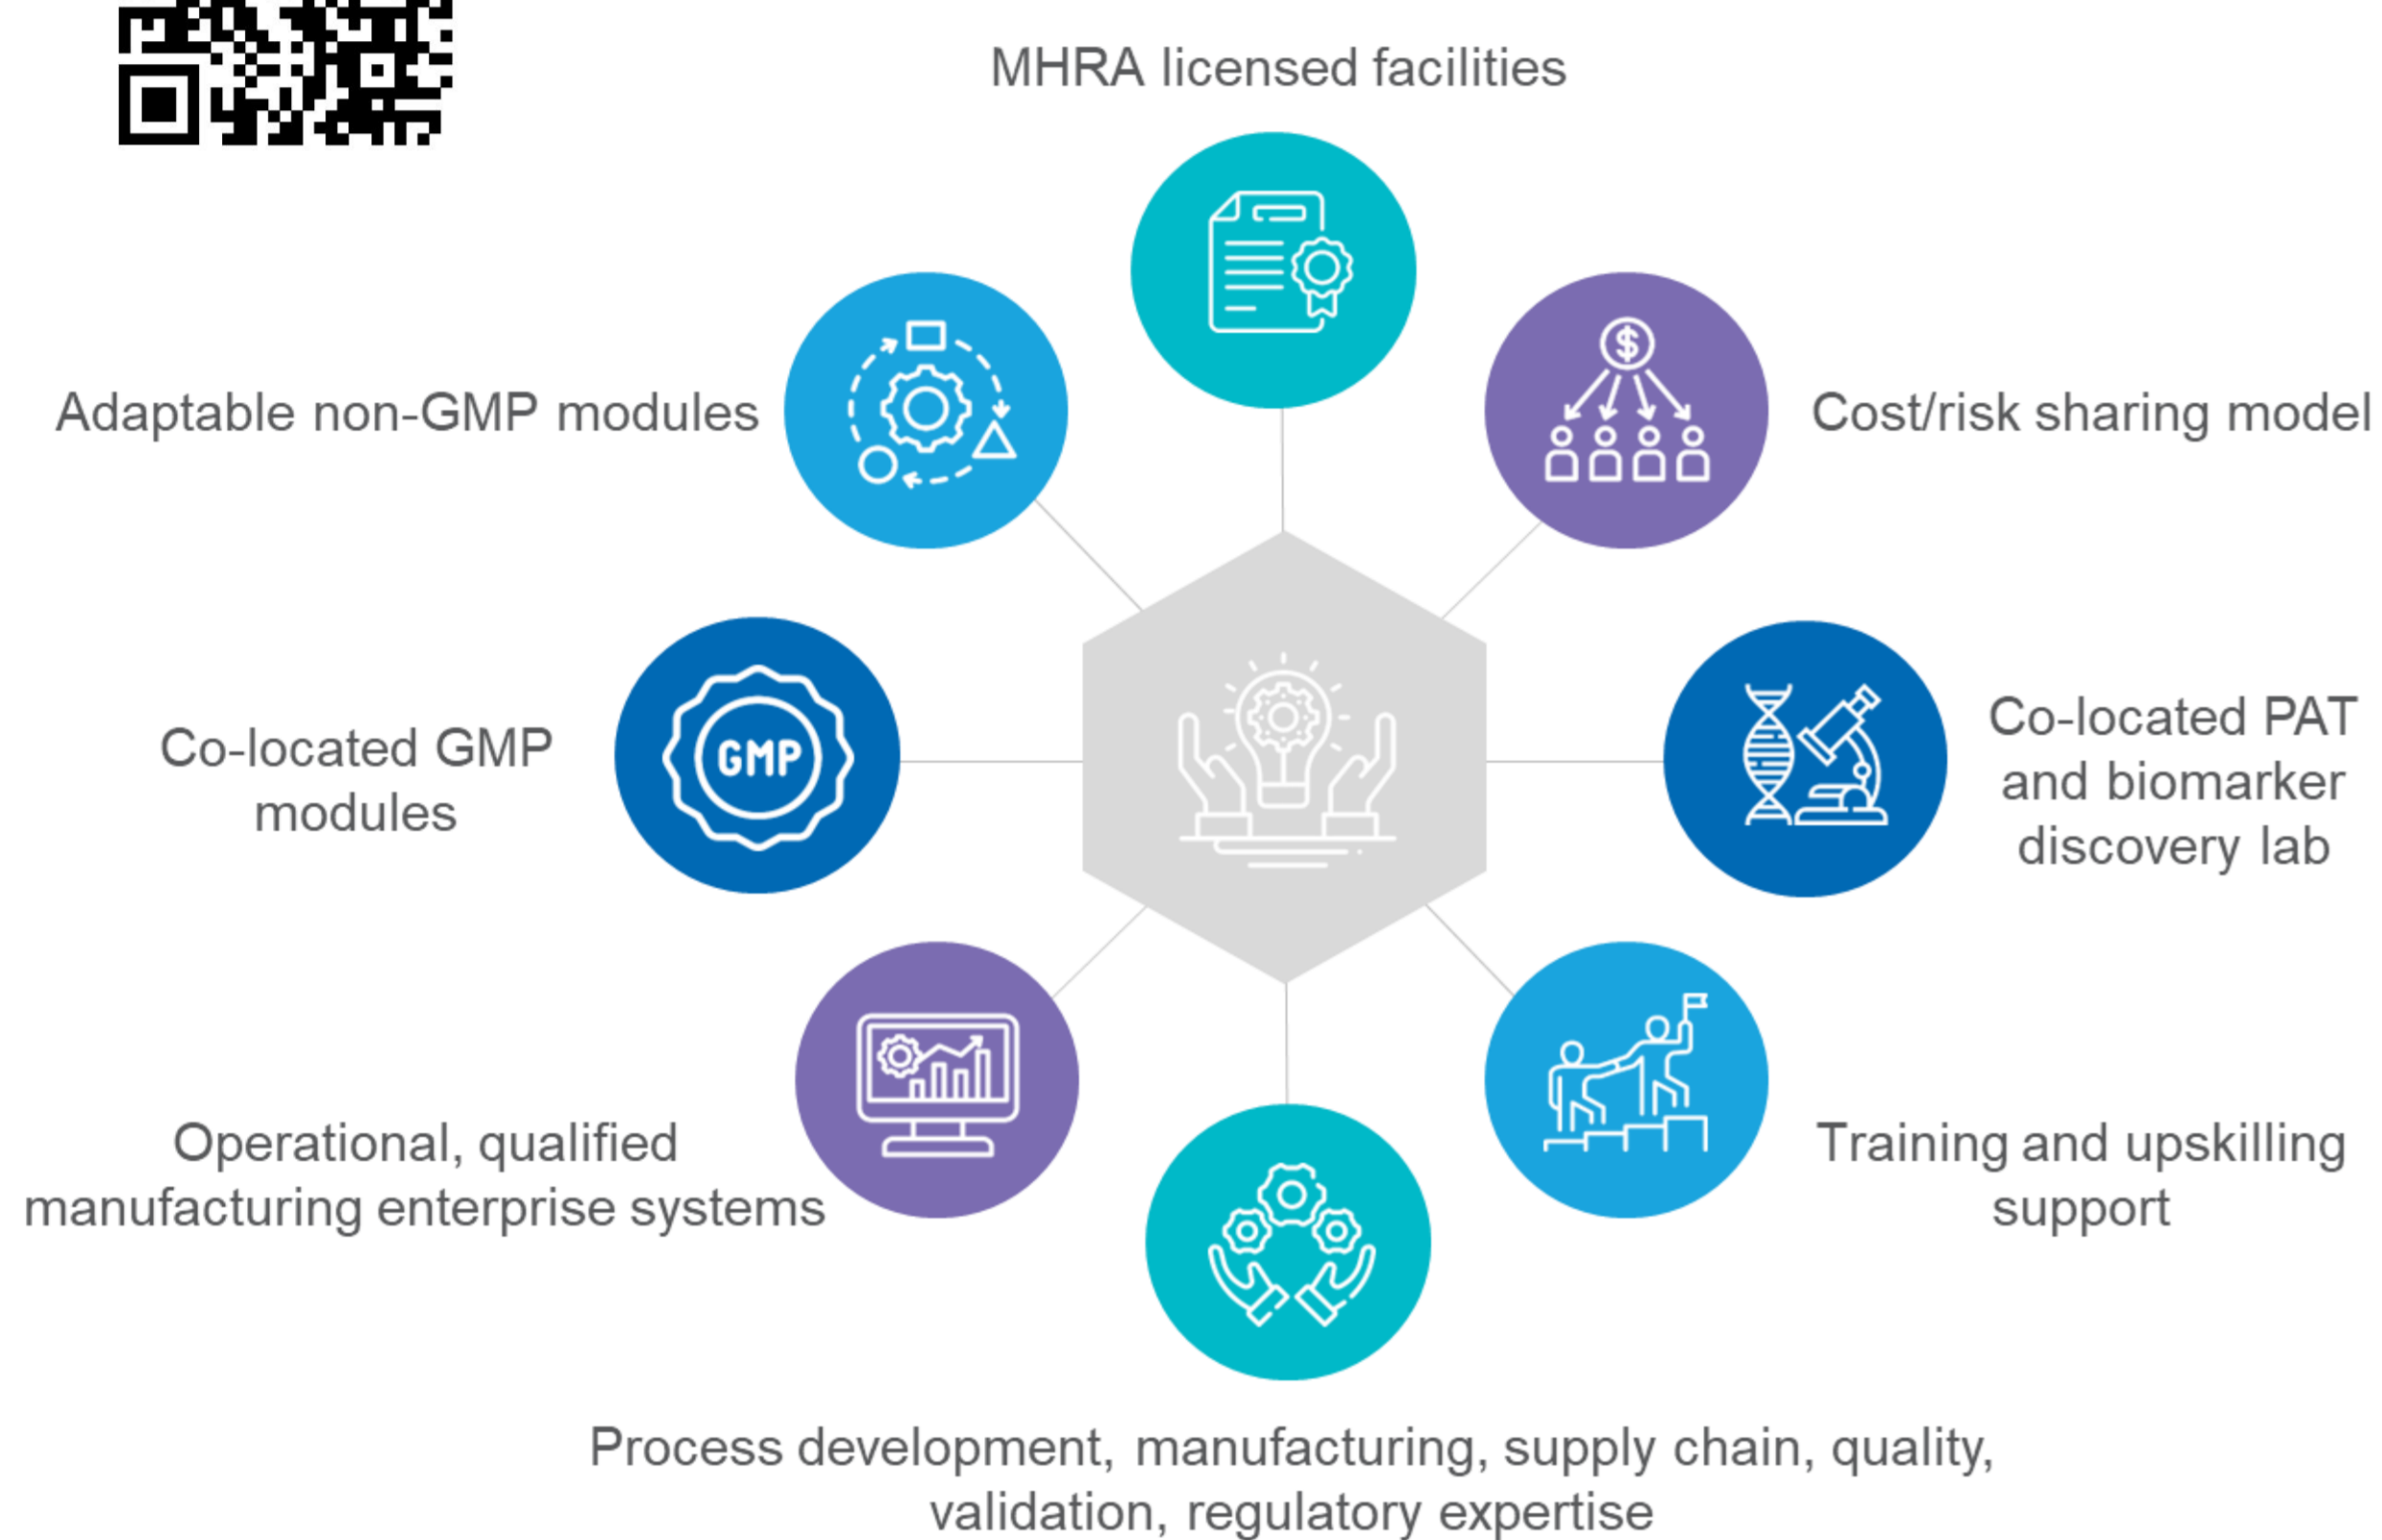 MHRA licensed facilities
Adaptable non-GMP modules
Cost/risk sharing model
Co-located GMP
modules
GMP
Co-located PAT
and biomarker
discovery lab
Operational, qualified
manufacturing enterprise systems
Training and upskilling
support
Process development, manufacturing, supply chain, quality,
validation, regulatory expertise